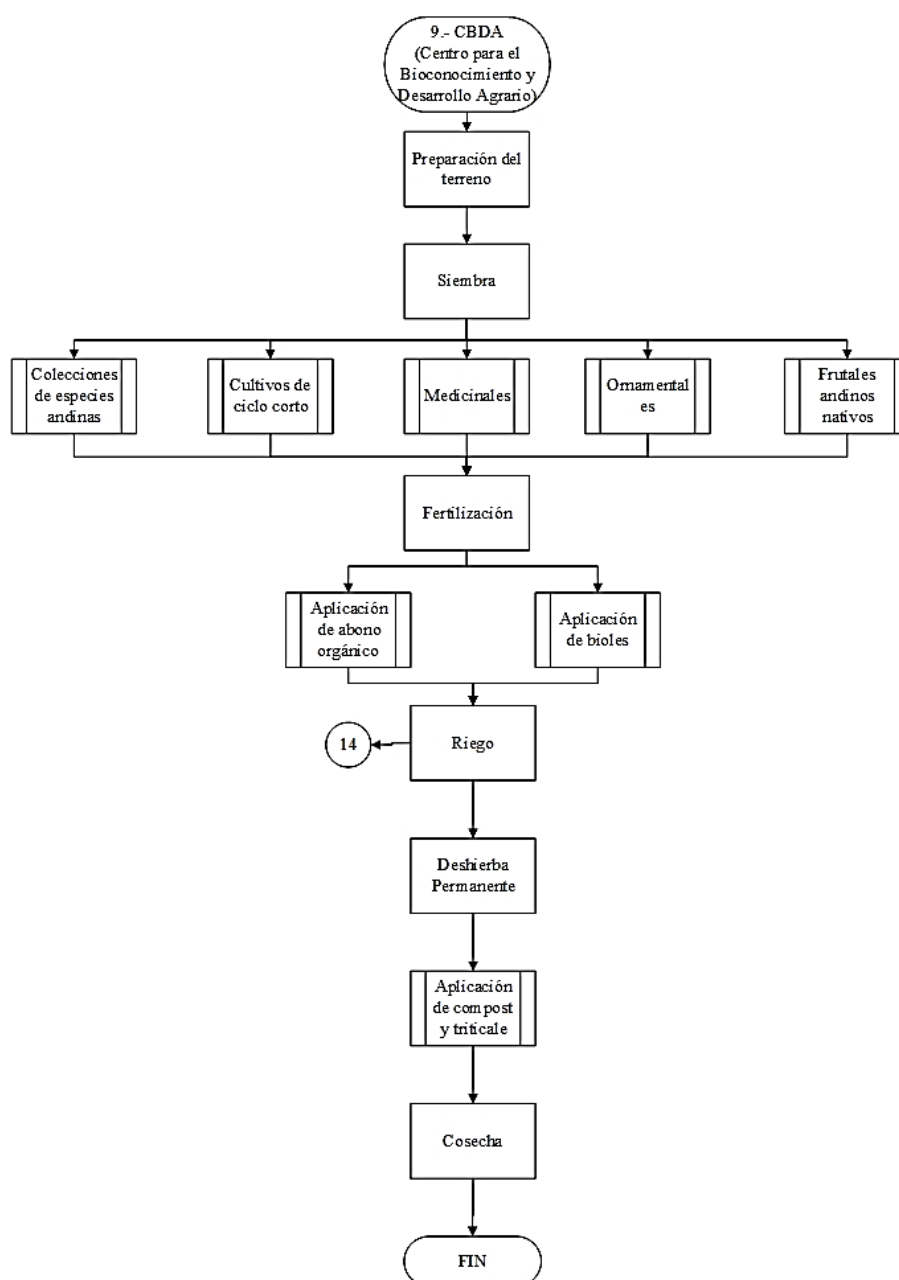 9.- CBDA
(Centro para el
Bioconocimiento y
Desarrollo Agrario)
Preparación del
terreno
Siembra
Colecciones
de especies
andinas
Cultivos de
ciclo corto
Medicinales
Ornamental
es
Frutales
andinos
nativos
Fertilización
Aplicación
de abono
orgánico
Aplicación
de bioles
14
Riego
Deshierba
Permanente
Aplicación
de compost
y triticale
Cosecha
FIN